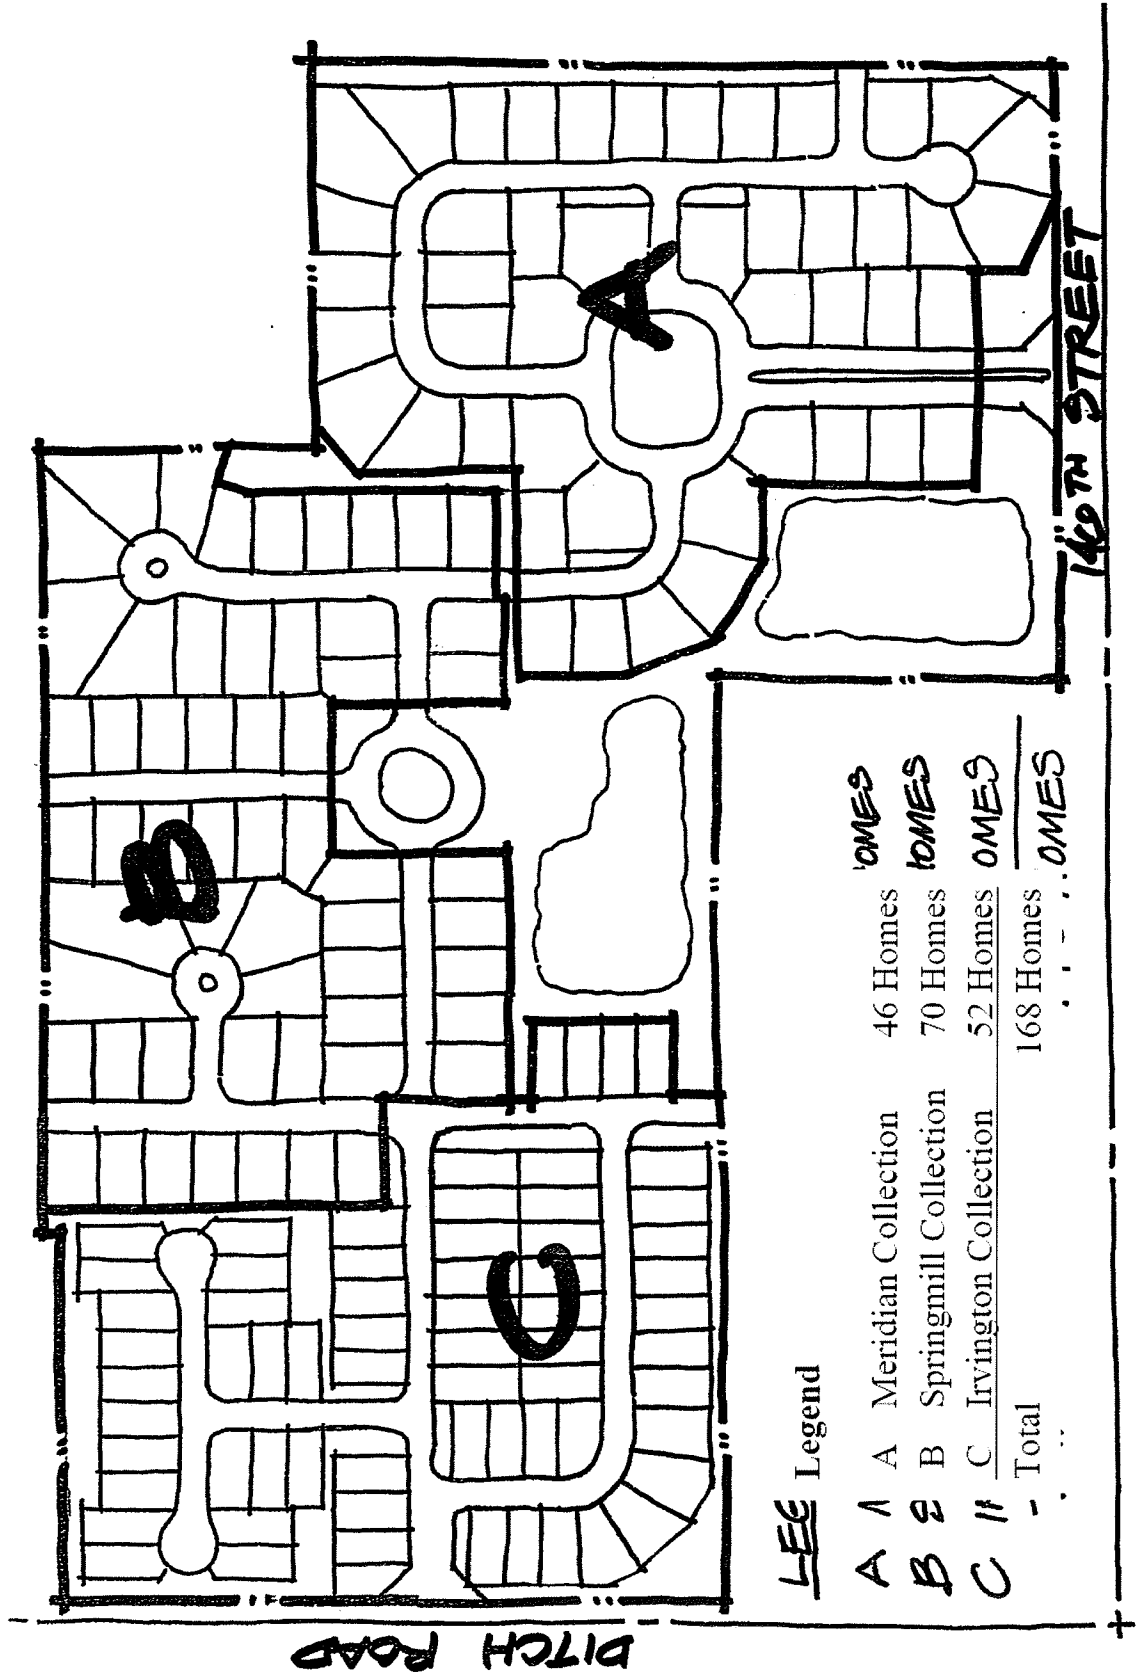 A
B
C
146TH STREET
DITCH ROAD
LEG Legend
A A Meridian Collection 46 Homes OMES
B B Springmill Collection 70 Homes HOMES
C Irvington Collection 52 Homes OMES
- Total 168 Homes OMES